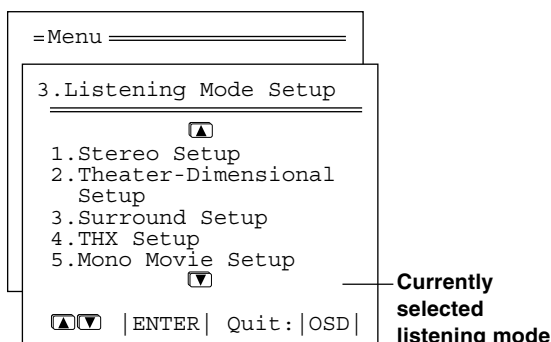 =Menu
3.Listening Mode Setup
1.Stereo Setup
2.Theater-Dimensional
Setup
3.Surround Setup
4.THX Setup
5.Mono Movie Setup
|ENTER| Quit:|OSD|
Currently
selected
listening mode